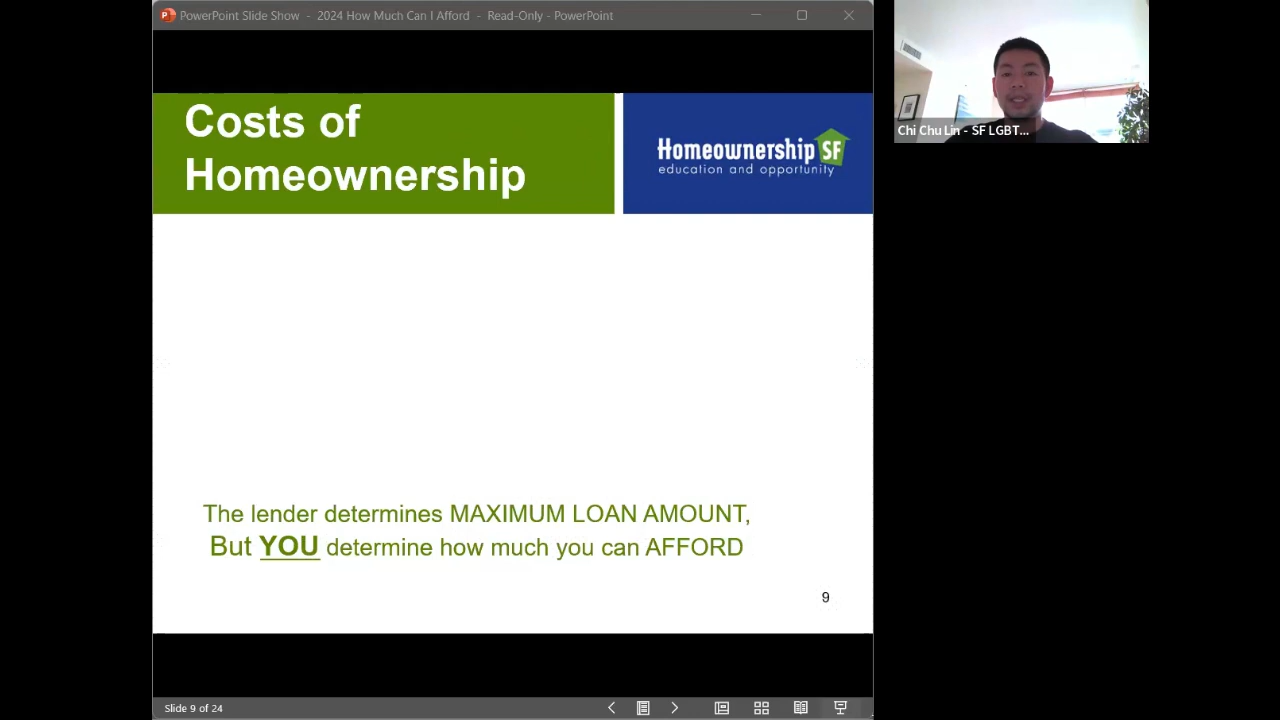 PowerPoint Slide Show - 2024 How Much Can I Afford - Read-Only - PowerPoint
Costs of
Homeownership
Homeownership SF
education and opportunity
Chi Chu Lin - SF LGBT...
The lender determines MAXIMUM LOAN AMOUNT,
But YOU determine how much you can AFFORD
9
Slide 9 of 24